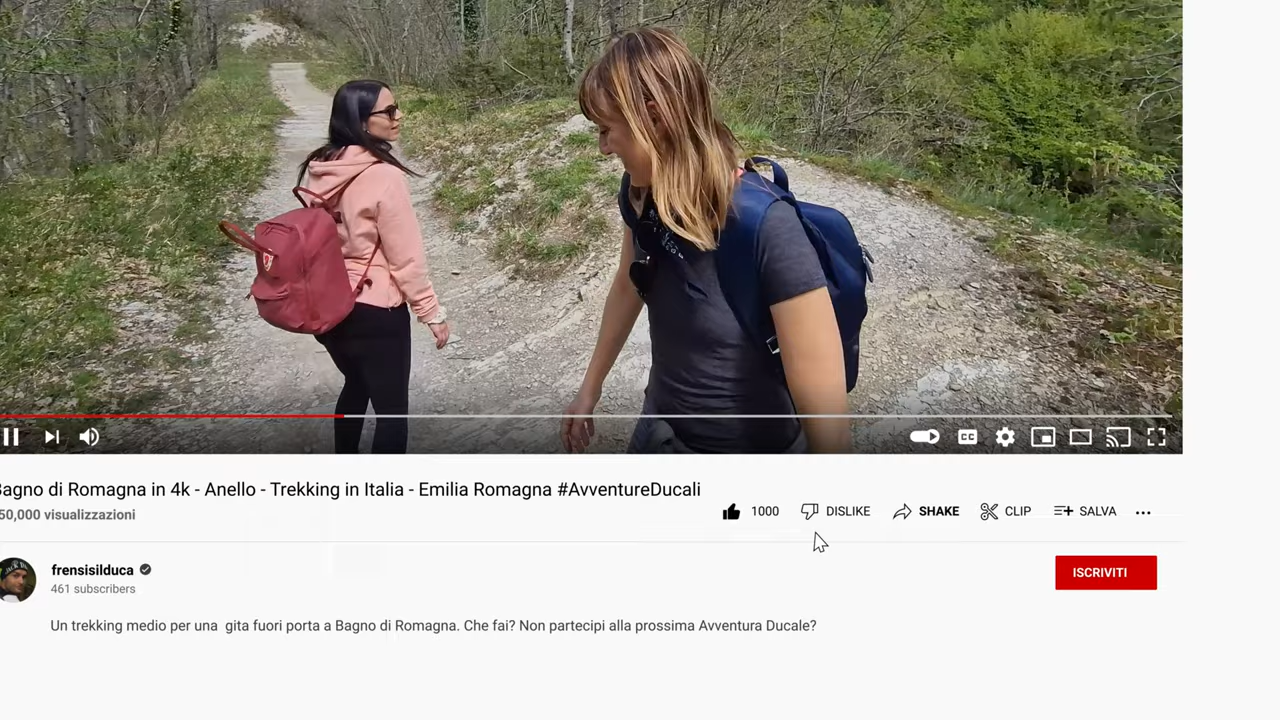 Bagno di Romagna in 4k - Anello - Trekking in Italia - Emilia Romagna #AvventureDucali
50,000 visualizzazioni
1000 DISLIKE SHAKE CLIP SALVA
frensisilduca
461 subscribers
ISCRIVITI
Un trekking medio per una gita fuori porta a Bagno di Romagna. Che fai? Non partecipi alla prossima Avventura Ducale?
CC